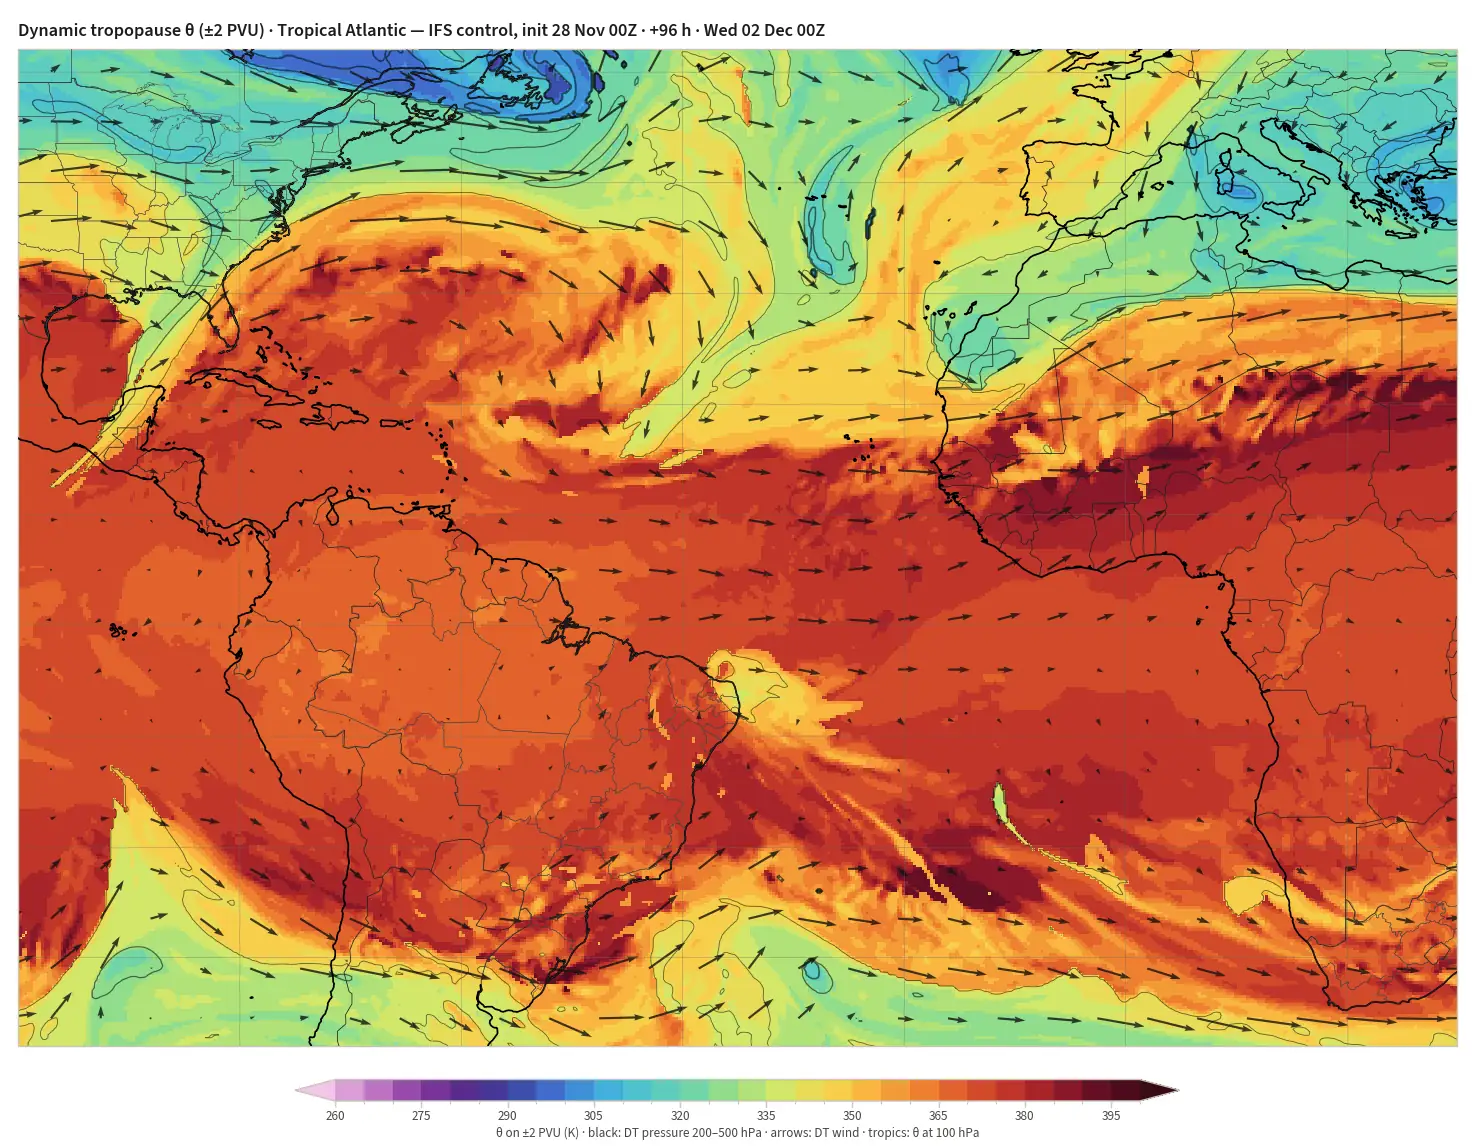 Dynamic tropopause θ (±2 PVU) · Tropical Atlantic — IFS control, init 28 Nov 00Z · +96 h · Wed 02 Dec 00Z
260 275 290 305 320 335 350 365 380 395
θ on ±2 PVU (K) · black: DT pressure 200–500 hPa · arrows: DT wind · tropics: θ at 100 hPa